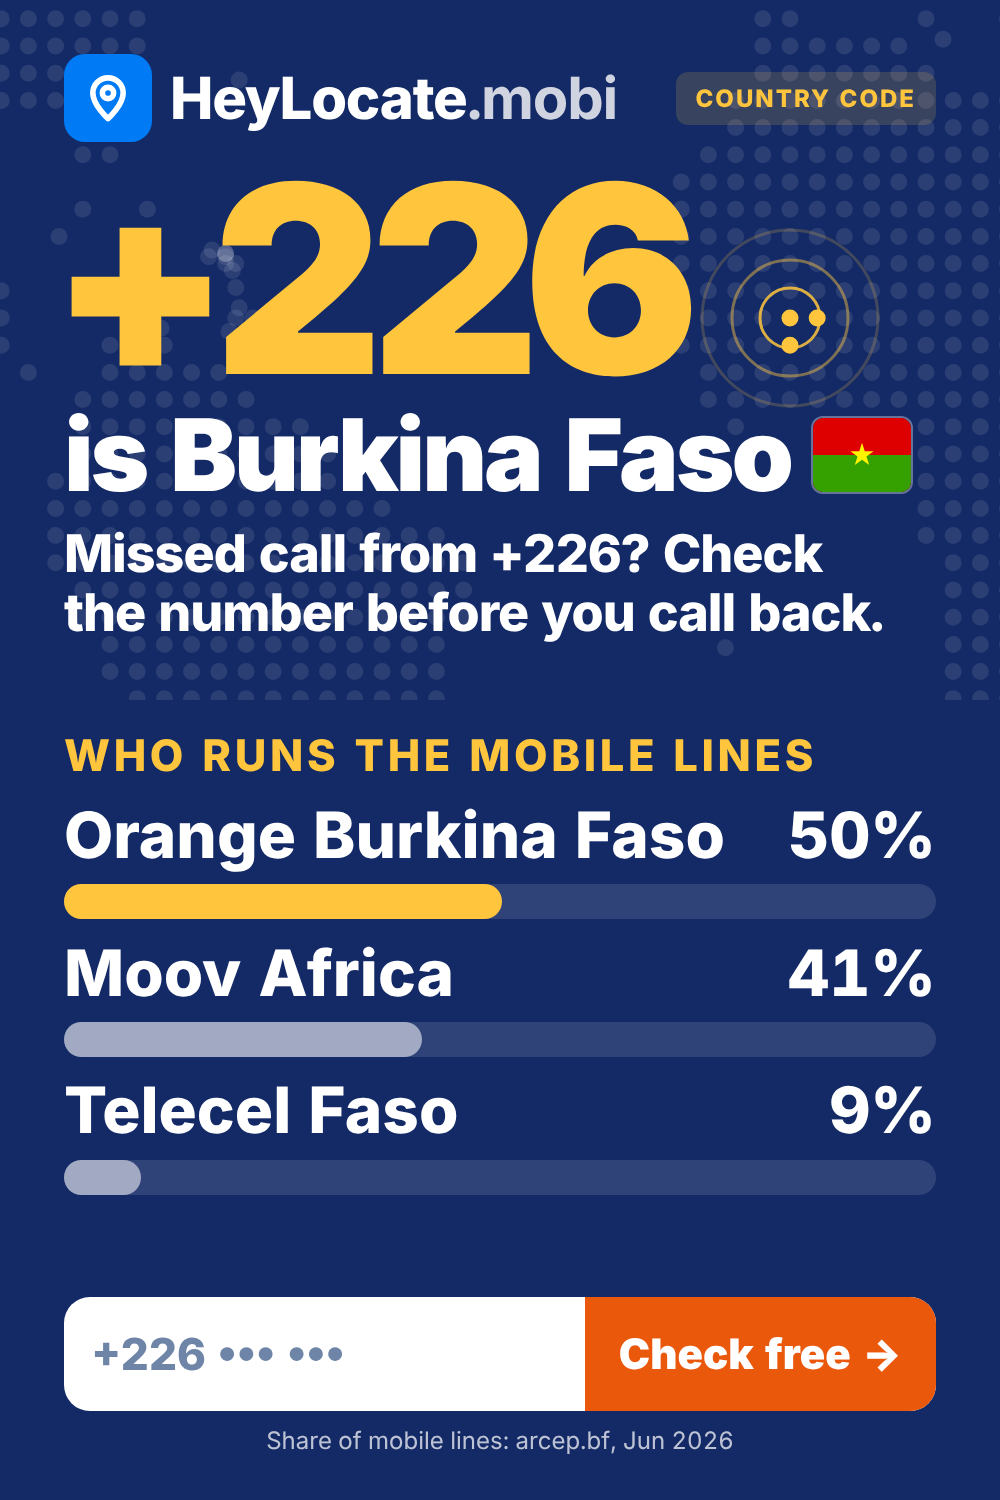 HeyLocate.mobi
COUNTRY CODE
+226
is Burkina Faso
Missed call from +226? Check
the number before you call back.
WHO RUNS THE MOBILE LINES
Orange Burkina Faso 50%
Moov Africa 41%
Telecel Faso 9%
+226 ••• •••
Check free →
Share of mobile lines: arcep.bf, Jun 2026